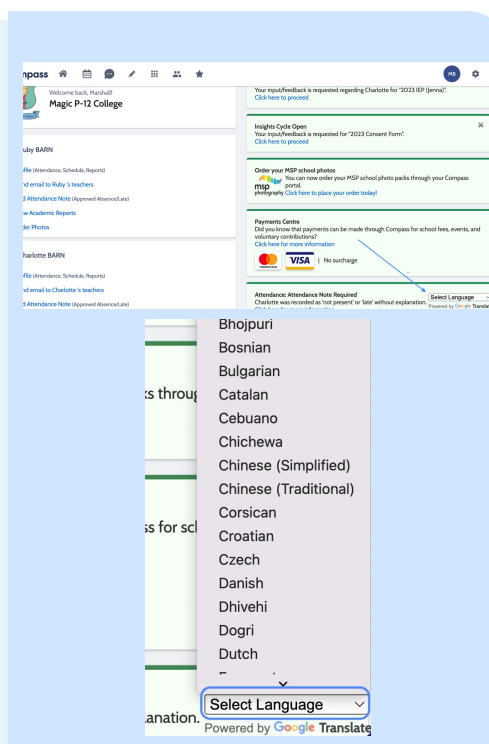 mpass
MB
Welcome back, Marshall!
Magic P-12 College
Your input/feedback is requested regarding Charlotte for "2023 IEP (Jenna)".
Click here to proceed
Insights Cycle Open
Your input/feedback is requested for "2023 Consent Form".
Click here to proceed
Order your MSP school photos
You can now order your MSP school photo packs through your Compass
portal.
msp
photography Click here to place your order today!
Payments Centre
Did you know that payments can be made through Compass for school fees, events, and
voluntary contributions?
Click here for more information
mastercard VISA | No surcharge
Attendance: Attendance Note Required
Charlotte was recorded as 'not present' or 'late' without explanation.
Select Language
Powered by Google Translate
uby BARN
file (Attendance, Schedule, Reports)
nd email to Ruby 's teachers
d Attendance Note (Approved Absence/Late)
w Academic Reports
der Photos
harlotte BARN
file (Attendance, Schedule, Reports)
nd email to Charlotte 's teachers
d Attendance Note (Approved Absence/Late)
Bhojpuri
Bosnian
Bulgarian
Catalan
Cebuano
Chichewa
Chinese (Simplified)
Chinese (Traditional)
Corsican
Croatian
Czech
Danish
Dhivehi
Dogri
Dutch
ks throug
ss for sch
lanation.
Select Language
Powered by Google Translate